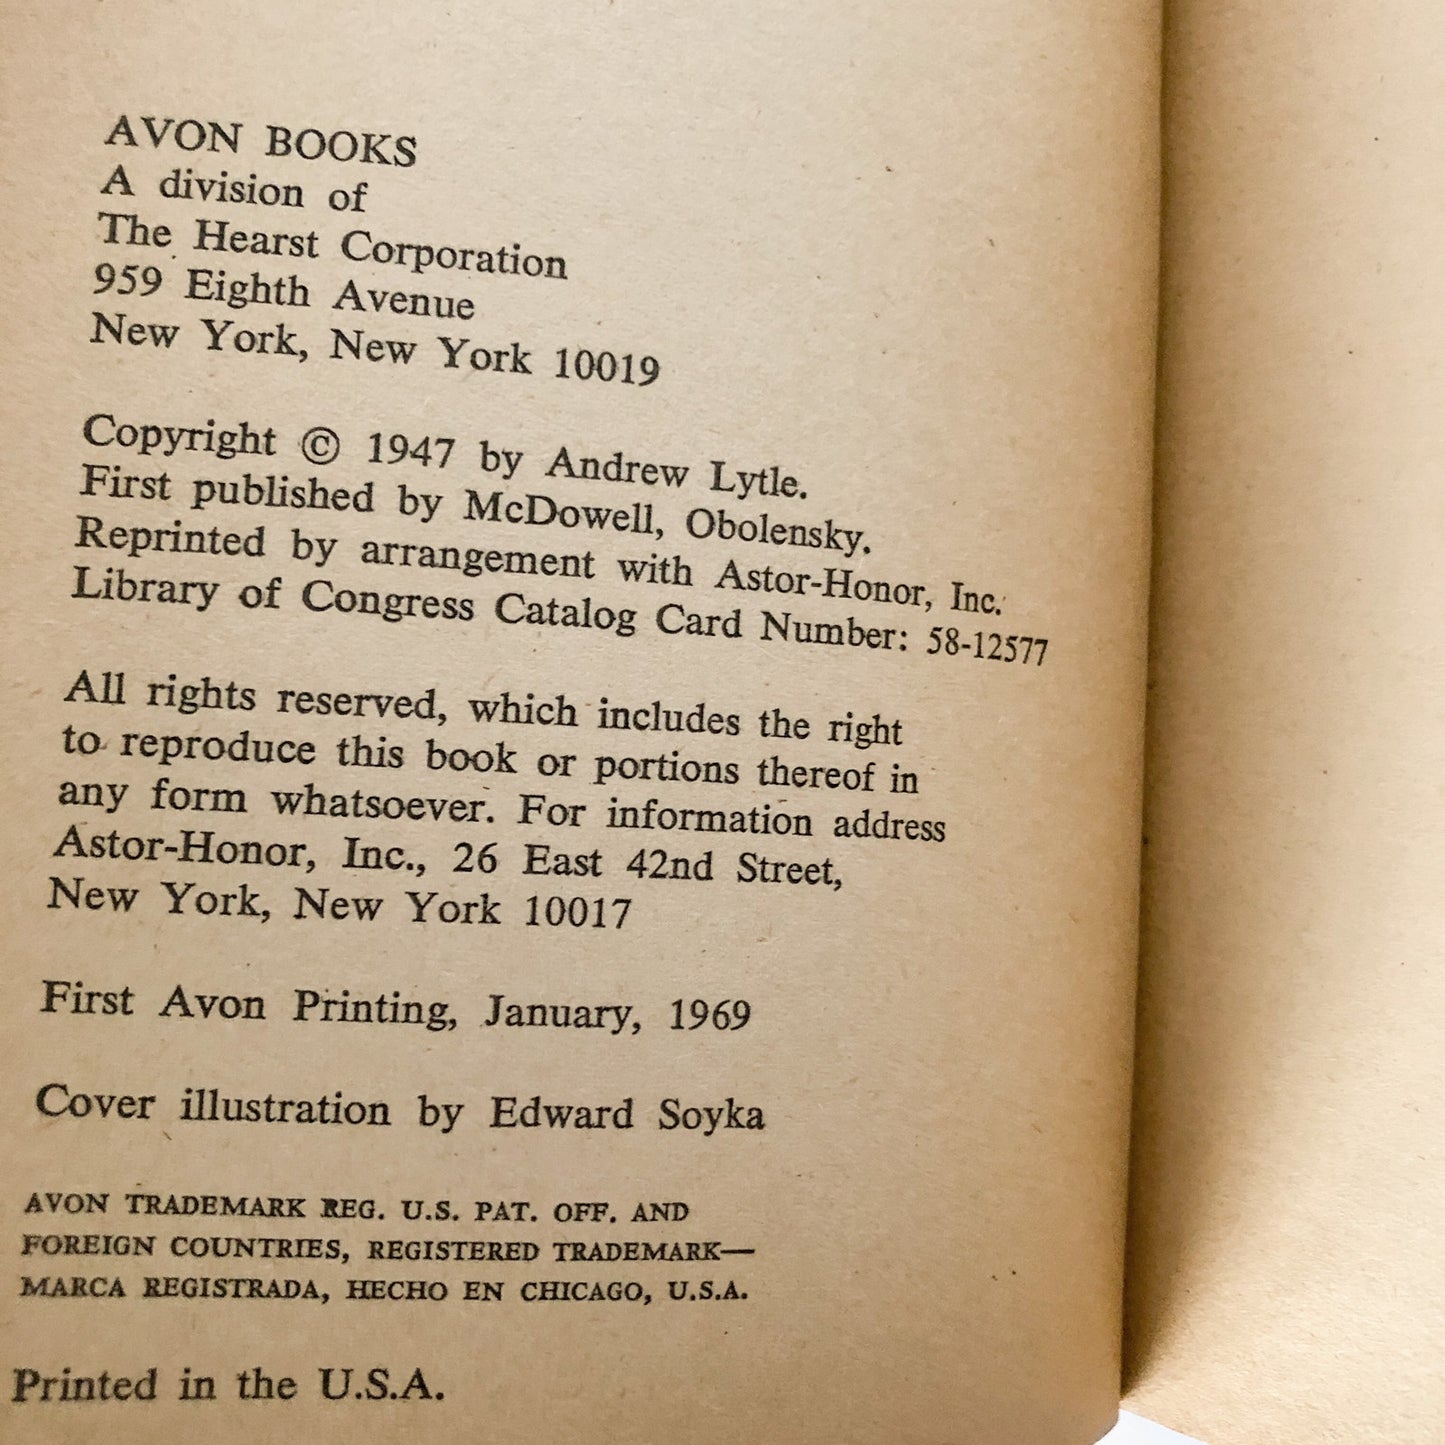 AVON BOOKS
A division of
The Hearst Corporation
959 Eighth Avenue
New York, New York 10019
Copyright © 1947 by Andrew Lytle.
First published by McDowell, Obolensky.
Reprinted by arrangement with Astor-Honor, Inc.
Library of Congress Catalog Card Number: 58-12577
All rights reserved, which includes the right
to reproduce this book or portions thereof in
any form whatsoever. For information address
Astor-Honor, Inc., 26 East 42nd Street,
New York, New York 10017
First Avon Printing, January, 1969
Cover illustration by Edward Soyka
AVON TRADEMARK REG. U.S. PAT. OFF. AND
FOREIGN COUNTRIES, REGISTERED TRADEMARK—
MARCA REGISTRADA, HECHO EN CHICAGO, U.S.A.
Printed in the U.S.A.